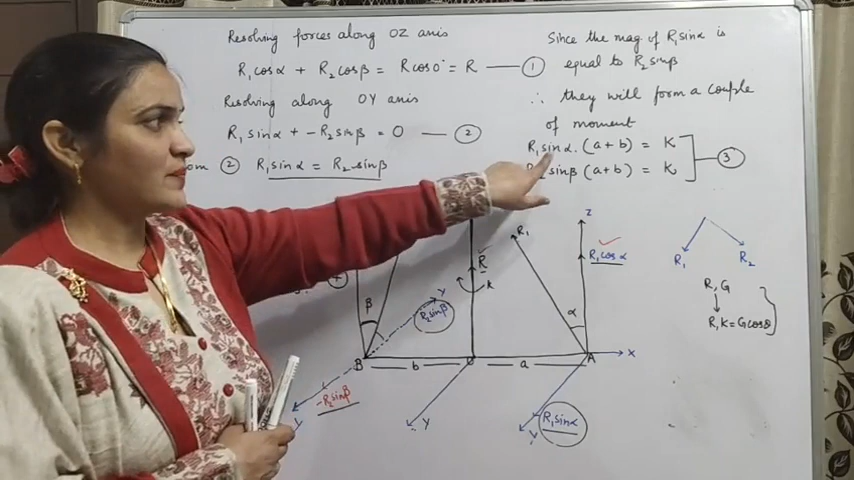 Resolving forces along OZ axis
R₁cosα + R₂cosβ = Rcos0° = R —— ①
Resolving along OY axis
R₁sinα + -R₂sinβ = 0 —— ②
② R₁sinα = R₂sinβ
Since the mag of R₁sinα is
equal to R₂sinβ
∴ they will form a couple
of moment
R₁sinα.(a+b) = K
sinβ(a+b) = K
③
z
R₁
R
K
R₁cosα
β
y
R₂sinβ
α
B
b
O
a
A
x
-R₂sinβ
y
y
y
R₁sinα
R₁
R₂
R,G
R,K=Gcosθ